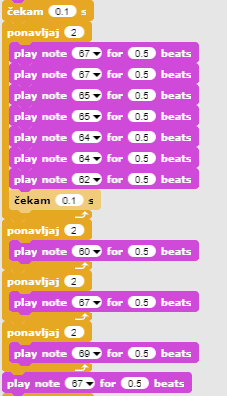 čekam 0.1 s
ponavljaj 2
play note 67 for 0.5 beats
play note 67 for 0.5 beats
play note 65 for 0.5 beats
play note 65 for 0.5 beats
play note 64 for 0.5 beats
play note 64 for 0.5 beats
play note 62 for 0.5 beats
čekam 0.1 s
ponavljaj 2
play note 60 for 0.5 beats
ponavljaj 2
play note 67 for 0.5 beats
ponavljaj 2
play note 69 for 0.5 beats
play note 67 for 0.5 beats